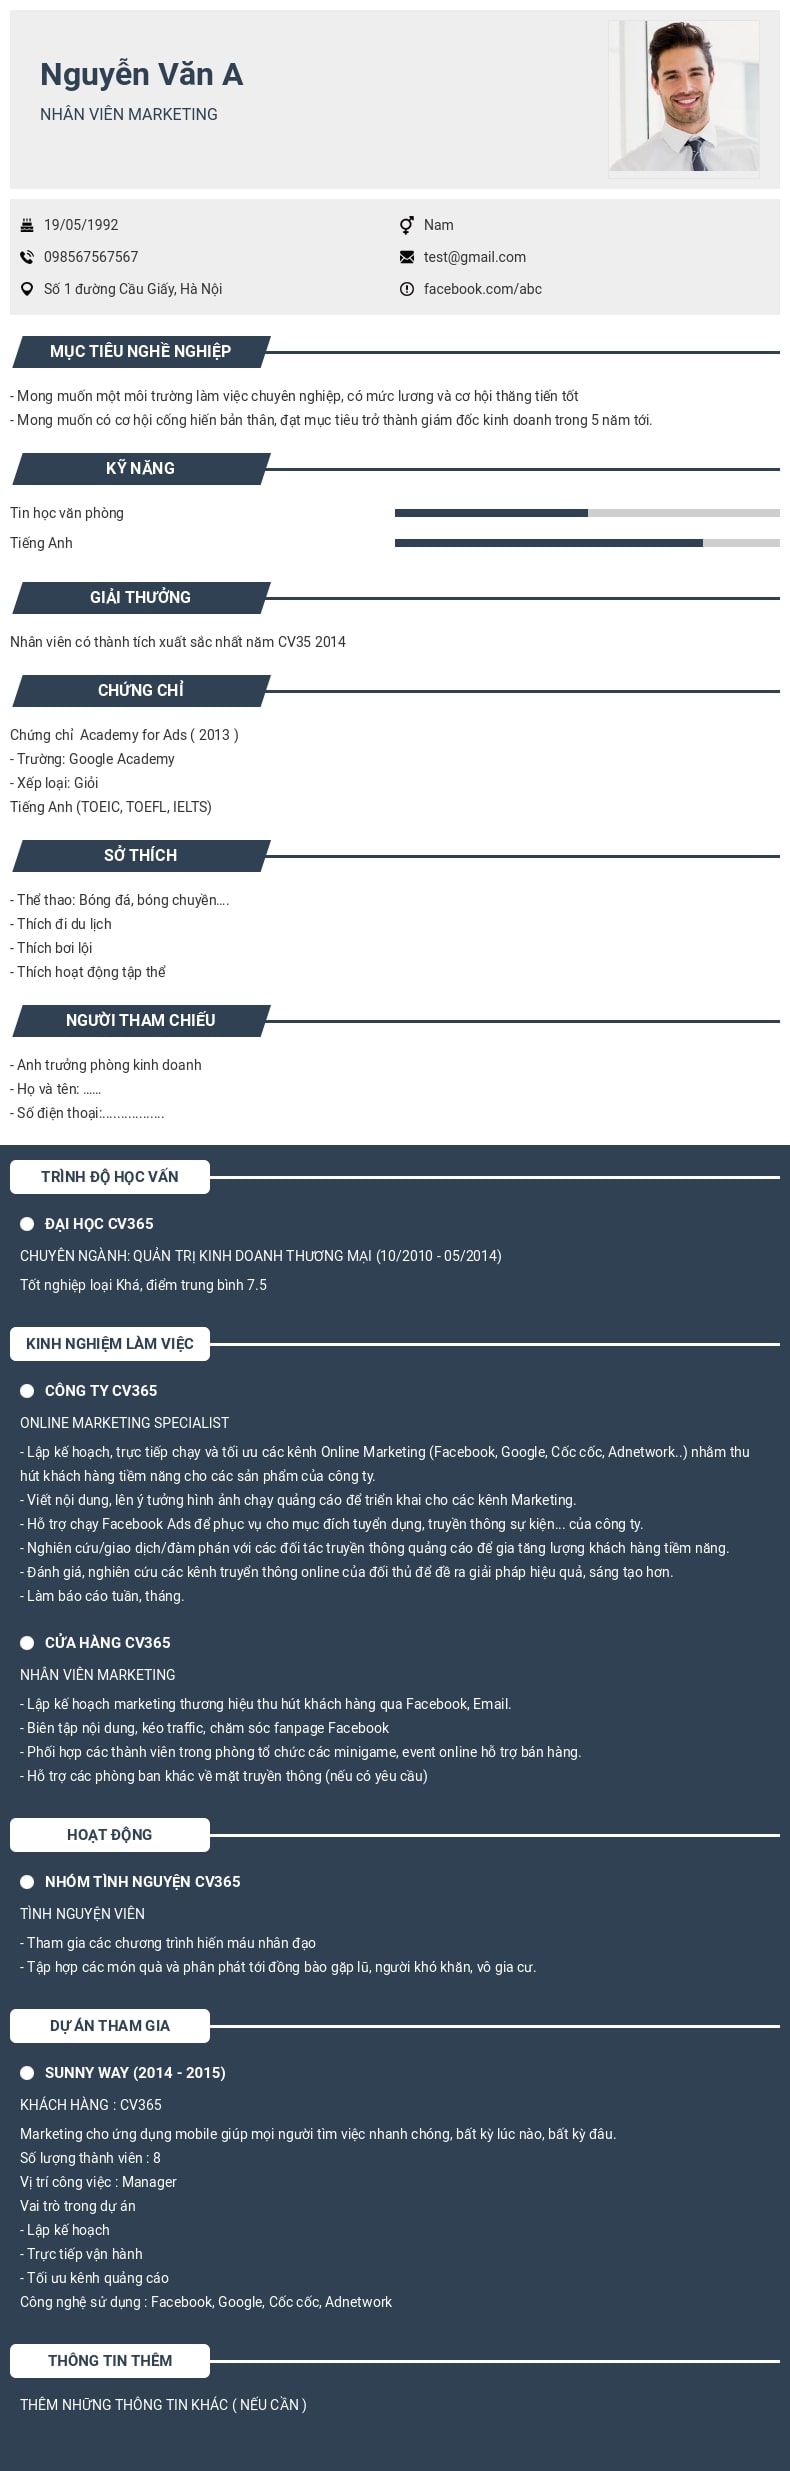 Nguyễn Văn A
NHÂN VIÊN MARKETING
19/05/1992
Nam
098567567567
test@gmail.com
Số 1 đường Cầu Giấy, Hà Nội
facebook.com/abc
MỤC TIÊU NGHỀ NGHIỆP
- Mong muốn một môi trường làm việc chuyên nghiệp, có mức lương và cơ hội thăng tiến tốt
- Mong muốn có cơ hội cống hiến bản thân, đạt mục tiêu trở thành giám đốc kinh doanh trong 5 năm tới.
KỸ NĂNG
Tin học văn phòng
Tiếng Anh
GIẢI THƯỞNG
Nhân viên có thành tích xuất sắc nhất năm CV35 2014
CHỨNG CHỈ
Chứng chỉ  Academy for Ads ( 2013 )
- Trường: Google Academy
- Xếp loại: Giỏi
Tiếng Anh (TOEIC, TOEFL, IELTS)
SỞ THÍCH
- Thể thao: Bóng đá, bóng chuyền....
- Thích đi du lịch
- Thích bơi lội
- Thích hoạt động tập thể
NGƯỜI THAM CHIẾU
- Anh trưởng phòng kinh doanh
- Họ và tên: ......
- Số điện thoại:.................
TRÌNH ĐỘ HỌC VẤN
ĐẠI HỌC CV365
CHUYÊN NGÀNH: QUẢN TRỊ KINH DOANH THƯƠNG MẠI (10/2010 - 05/2014)
Tốt nghiệp loại Khá, điểm trung bình 7.5
KINH NGHIỆM LÀM VIỆC
CÔNG TY CV365
ONLINE MARKETING SPECIALIST
- Lập kế hoạch, trực tiếp chạy và tối ưu các kênh Online Marketing (Facebook, Google, Cốc cốc, Adnetwork..) nhằm thu
hút khách hàng tiềm năng cho các sản phẩm của công ty.
- Viết nội dung, lên ý tưởng hình ảnh chạy quảng cáo để triển khai cho các kênh Marketing.
- Hỗ trợ chạy Facebook Ads để phục vụ cho mục đích tuyển dụng, truyền thông sự kiện... của công ty.
- Nghiên cứu/giao dịch/đàm phán với các đối tác truyền thông quảng cáo để gia tăng lượng khách hàng tiềm năng.
- Đánh giá, nghiên cứu các kênh truyển thông online của đối thủ để đề ra giải pháp hiệu quả, sáng tạo hơn.
- Làm báo cáo tuần, tháng.
CỬA HÀNG CV365
NHÂN VIÊN MARKETING
- Lập kế hoạch marketing thương hiệu thu hút khách hàng qua Facebook, Email.
- Biên tập nội dung, kéo traffic, chăm sóc fanpage Facebook
- Phối hợp các thành viên trong phòng tổ chức các minigame, event online hỗ trợ bán hàng.
- Hỗ trợ các phòng ban khác về mặt truyền thông (nếu có yêu cầu)
HOẠT ĐỘNG
NHÓM TÌNH NGUYỆN CV365
TÌNH NGUYỆN VIÊN
- Tham gia các chương trình hiến máu nhân đạo
- Tập hợp các món quà và phân phát tới đồng bào gặp lũ, người khó khăn, vô gia cư.
DỰ ÁN THAM GIA
SUNNY WAY (2014 - 2015)
KHÁCH HÀNG : CV365
Marketing cho ứng dụng mobile giúp mọi người tìm việc nhanh chóng, bất kỳ lúc nào, bất kỳ đâu.
Số lượng thành viên : 8
Vị trí công việc : Manager
Vai trò trong dự án
- Lập kế hoạch
- Trực tiếp vận hành
- Tối ưu kênh quảng cáo
Công nghệ sử dụng : Facebook, Google, Cốc cốc, Adnetwork
THÔNG TIN THÊM
THÊM NHỮNG THÔNG TIN KHÁC ( NẾU CẦN )